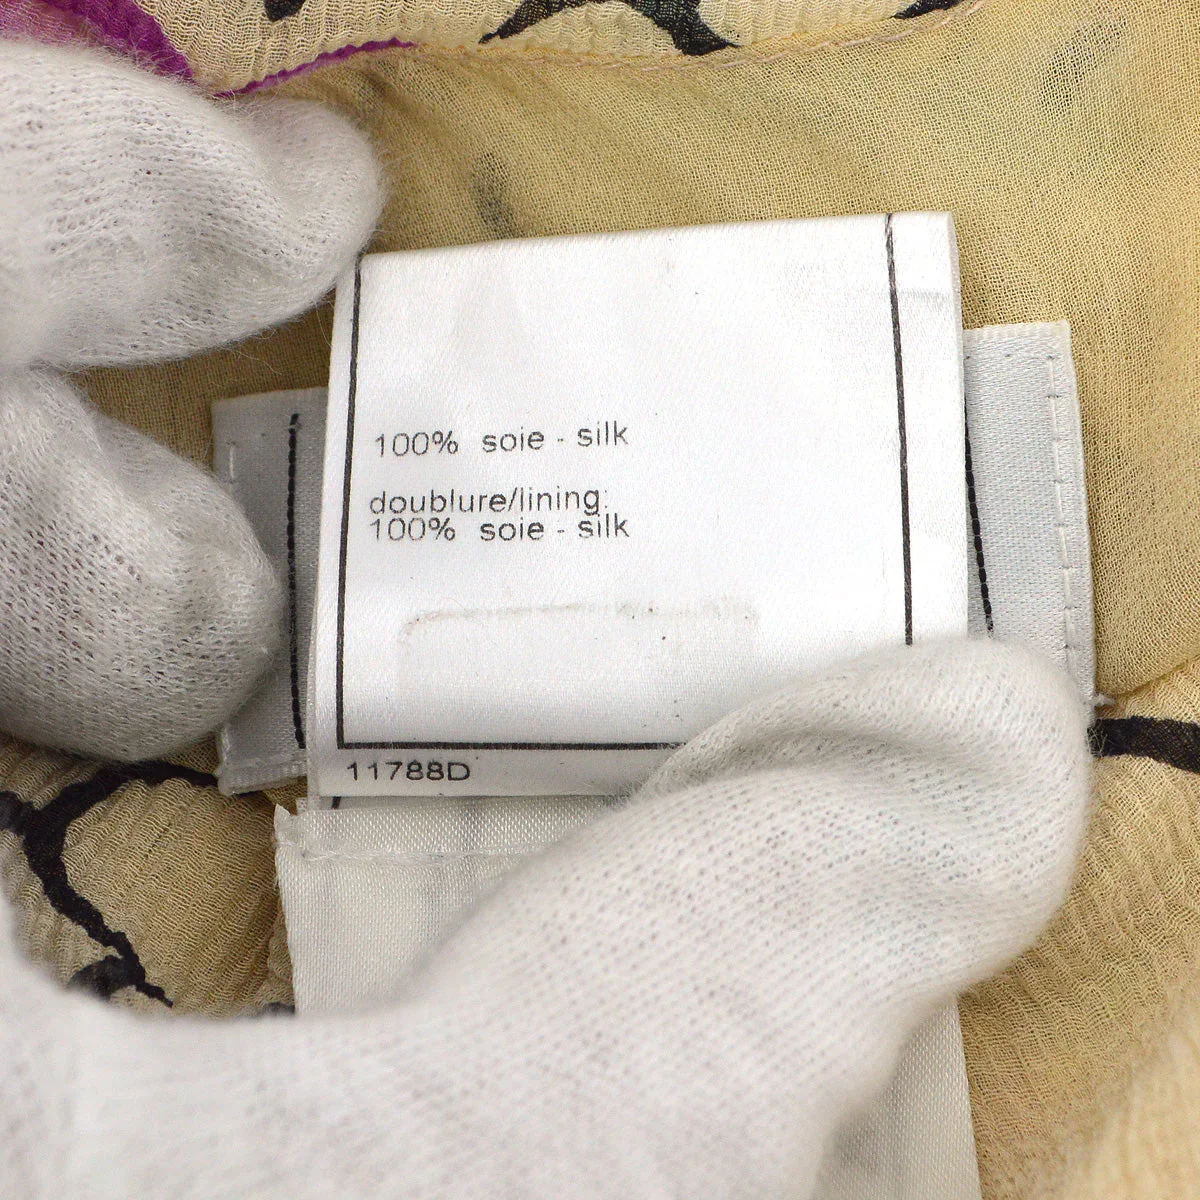 100% soie - silk
doublure/lining:
100% soie - silk
11788D